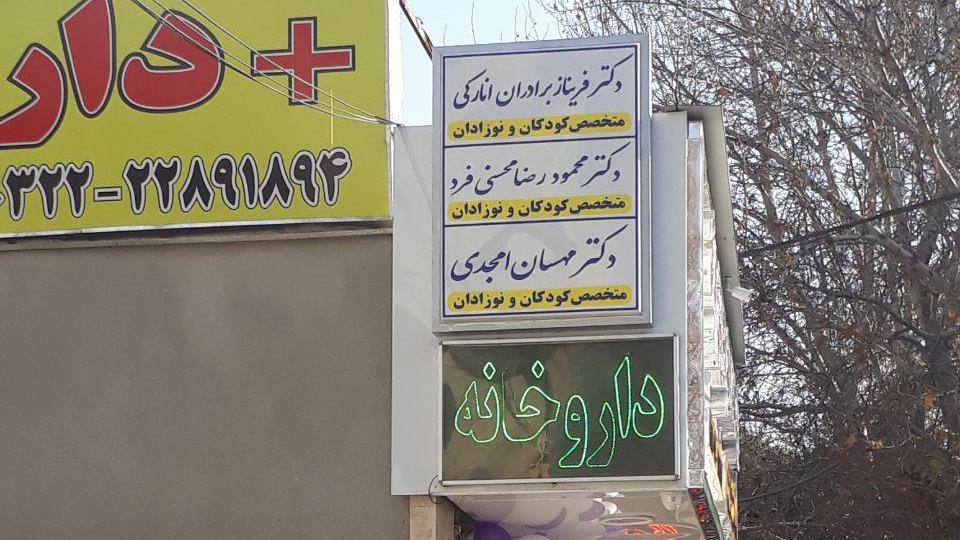 + دار
۰۳۲۲-۲۲۸۹۱۸۹۴
دکتر فریناز برادران انارکی
متخصص کودکان و نوزادان
دکتر محمود رضا محسنی فرد
متخصص کودکان و نوزادان
دکتر مهسان امجدی
متخصص کودکان و نوزادان
داروخانه